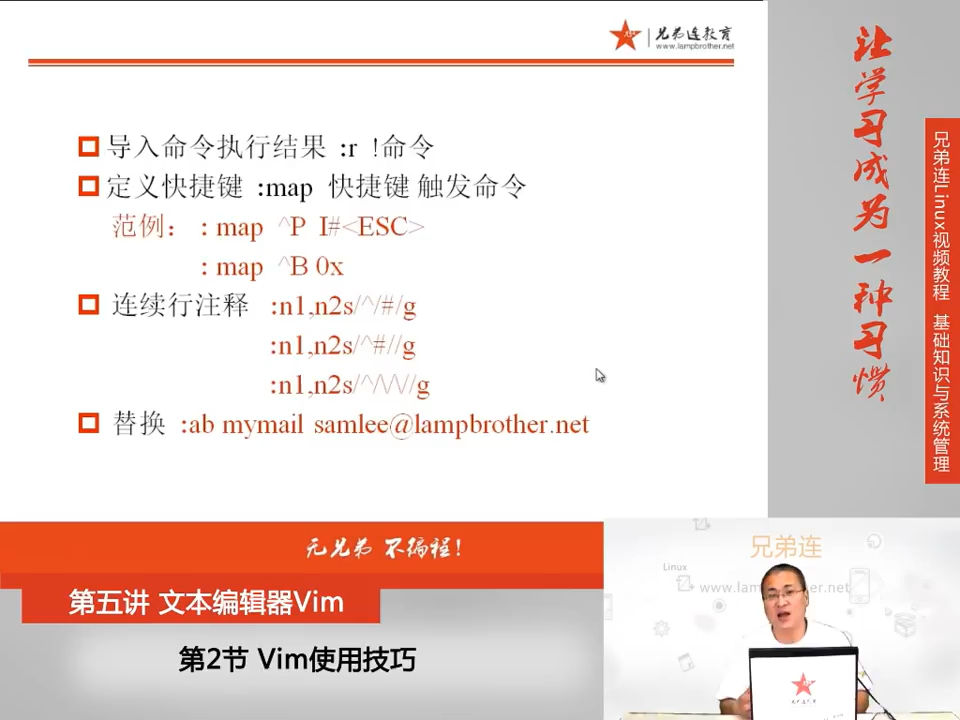 兄弟连教育
www.lampbrother.net
导入命令执行结果 :r !命令
定义快捷键 :map 快捷键 触发命令
范例： : map ^P I#<ESC>
: map ^B 0x
连续行注释 :n1,n2s/^/#/g
:n1,n2s/^#//g
:n1,n2s/^/\/\//g
替换 :ab mymail samlee@lampbrother.net
让学习成为一种习惯
兄弟连Linux视频教程 基础知识与系统管理
无兄弟 不编程!
第五讲 文本编辑器Vim
第2节 Vim使用技巧
兄弟连
Linux